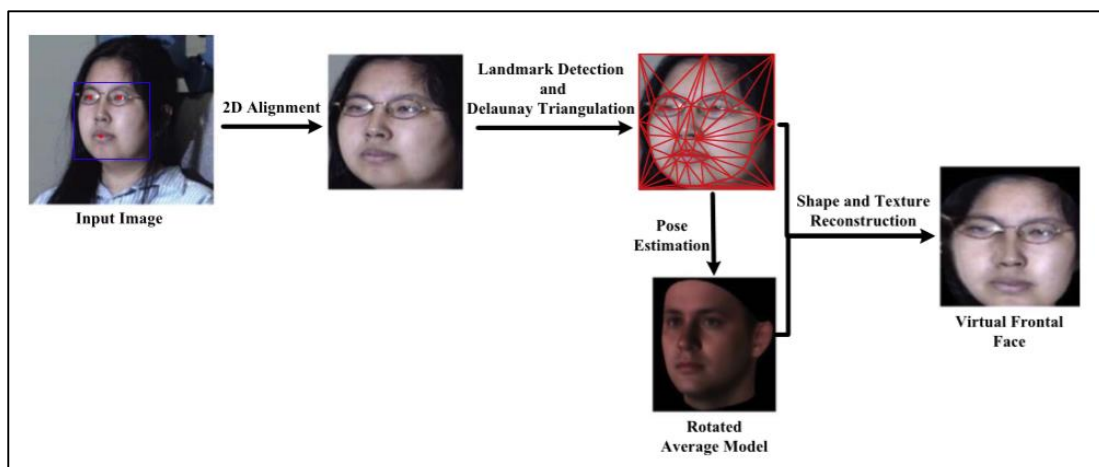 2D Alignment
Landmark Detection
and
Delaunay Triangulation
Input Image
Pose
Estimation
Shape and Texture
Reconstruction
Virtual Frontal
Face
Rotated
Average Model